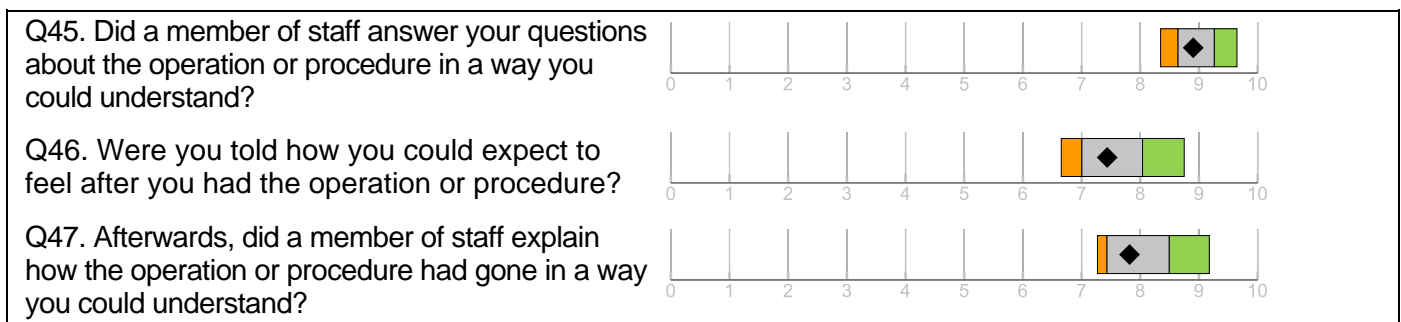 Q45. Did a member of staff answer your questions
about the operation or procedure in a way you
could understand?
0 1 2 3 4 5 6 7 8 9 10
Q46. Were you told how you could expect to
feel after you had the operation or procedure?
0 1 2 3 4 5 6 7 8 9 10
Q47. Afterwards, did a member of staff explain
how the operation or procedure had gone in a way
you could understand?
0 1 2 3 4 5 6 7 8 9 10